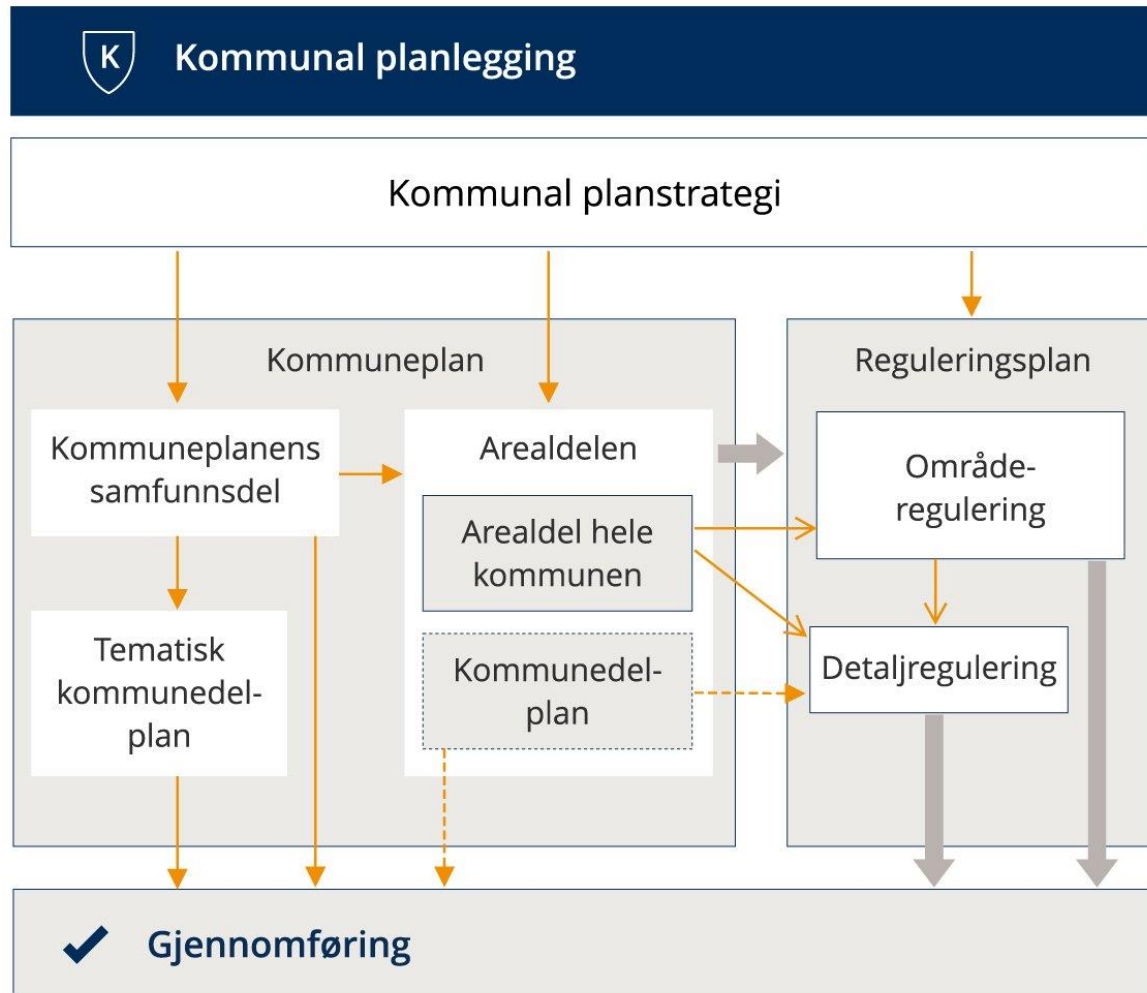 K
Kommunal planlegging
Kommunal planstrategi
Kommuneplan
Kommuneplanens
samfunnsdel
Tematisk
kommunedel-
plan
Arealdelen
Arealdel hele
kommunen
Kommunedel-
plan
Reguleringsplan
Område-
regulering
Detaljregulering
Gjennomføring